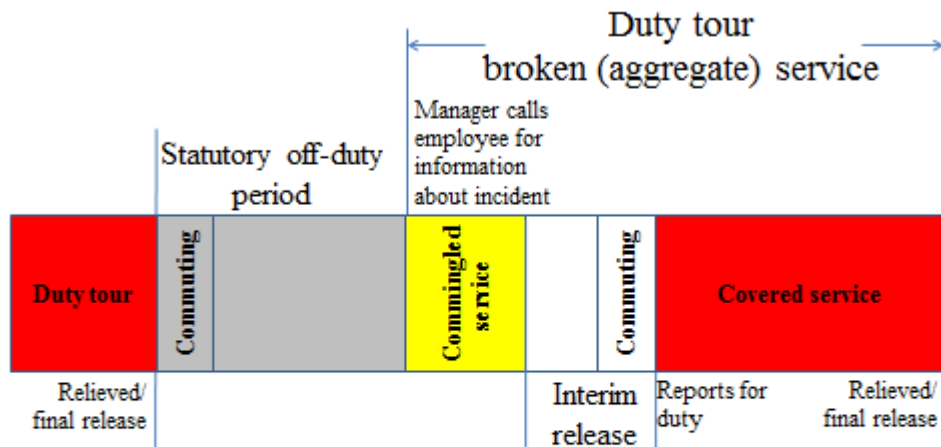 Duty tour
broken (aggregate) service
Manager calls
employee for
information
about incident
Statutory off-duty
period
Duty tour
Commuting
Commingled
service
Commuting
Covered service
Relieved/
final release
Interim
release
Reports for
duty
Relieved/
final release